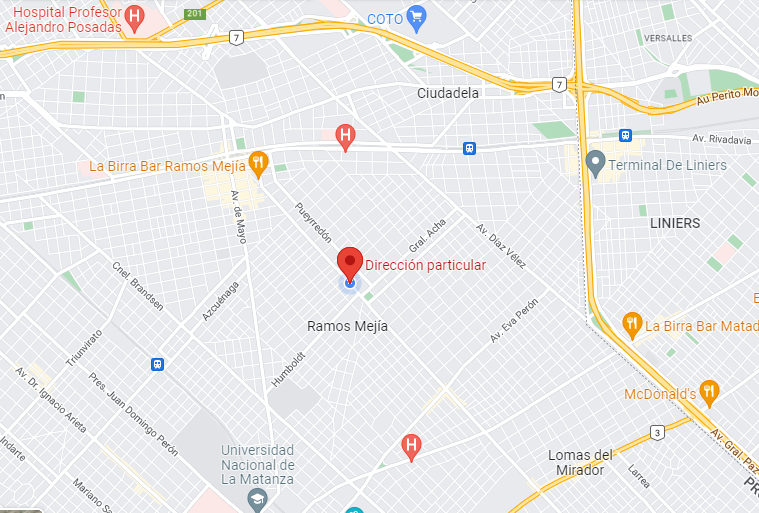 Hospital Profesor
Alejandro Posadas
201
7
COTO
VERSALLES
7
Ciudadela
Au Perito Mo
Av. Rivadavia
La Birra Bar Ramos Mejía
Terminal De Liniers
Av. de Mayo
Pueyrredón
Gral. Acha
Av. Díaz Vélez
LINIERS
Dirección particular
Cnel. Brandsen
Azcuénaga
Av. Eva Perón
Ramos Mejía
La Birra Bar Matad
Triunvirato
Humboldt
Av. Dr. Ignacio Arieta
Pres. Juan Domingo Perón
McDonald's
3
Av. Gral. Paz
Universidad
Nacional de
La Matanza
Lomas del
Mirador
Larrea
Indarte
Mariano S